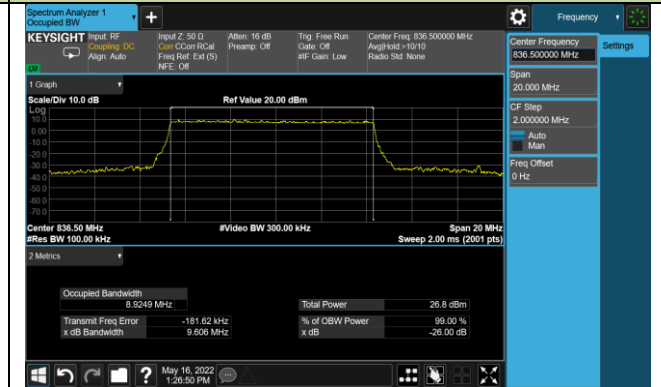 Spectrum Analyzer 1
Occupied BW
+
Frequency
KEYSIGHT
Input: RF
Coupling: DC
Align: Auto
Input Z: 50 Ω
Corr CCorr RCal
Freq Ref: Ext (S)
NFE: Off
Atten: 16 dB
Preamp: Off
Trig: Free Run
Gate: Off
#IF Gain: Low
Center Freq: 836.500000 MHz
Avg|Hold:>10/10
Radio Std: None
LXI
Center Frequency
836.500000 MHz
Settings
Span
20.000 MHz
CF Step
2.000000 MHz
Auto
Man
Freq Offset
0 Hz
1 Graph
Scale/Div 10.0 dB
Ref Value 20.00 dBm
Log
10.0
0.00
-10.0
-20.0
-30.0
-40.0
-50.0
-60.0
-70.0
Center 836.50 MHz
#Video BW 300.00 kHz
Span 20 MHz
#Res BW 100.00 kHz
Sweep 2.00 ms (2001 pts)
2 Metrics
Occupied Bandwidth
8.9249 MHz
Total Power
26.8 dBm
Transmit Freq Error
-181.62 kHz
% of OBW Power
99.00 %
x dB Bandwidth
9.606 MHz
x dB
-26.00 dB
?
May 16, 2022
1:26:50 PM